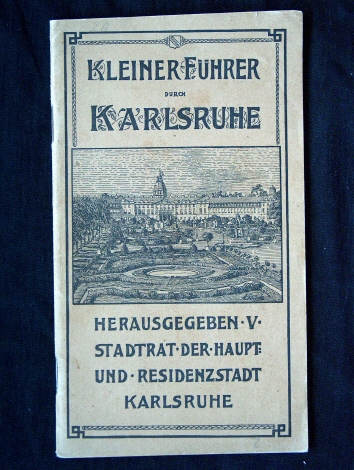 KLEINER FÜHRER
DURCH
KARLSRUHE
HERAUSGEGEBEN · V ·
STADTRAT · DER · HAUPT=
UND · RESIDENZSTADT
KARLSRUHE